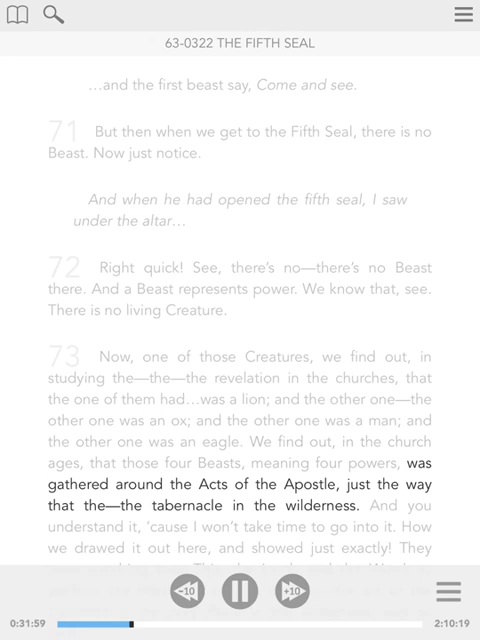 63-0322 THE FIFTH SEAL
…and the first beast say, Come and see.
71 But then when we get to the Fifth Seal, there is no
Beast. Now just notice.
And when he had opened the fifth seal, I saw
under the altar…
72 Right quick! See, there's no—there's no Beast
there. And a Beast represents power. We know that, see.
There is no living Creature.
73 Now, one of those Creatures, we find out, in
studying the—the—the revelation in the churches, that
the one of them had…was a lion; and the other one—the
other one was an ox; and the other one was a man; and
the other one was an eagle. We find out, in the church
ages, that those four Beasts, meaning four powers, was
gathered around the Acts of the Apostle, just the way
that the—the tabernacle in the wilderness. And you
understand it, 'cause I won't take time to go into it. How
we drawed it out here, and showed just exactly! They
-10
+10
0:31:59
2:10:19